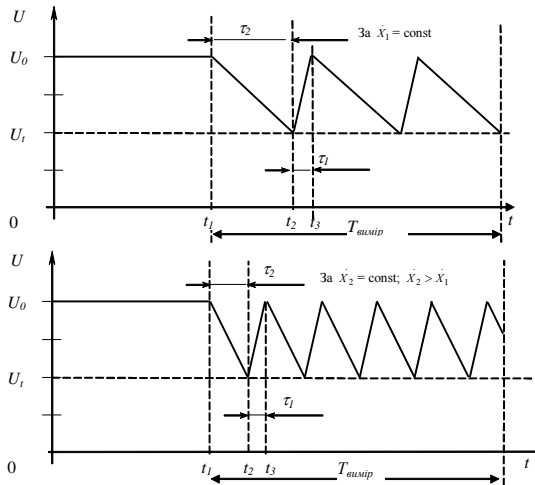 U
τ2
За Ẋ1 = const
U0
Ut
τ1
0
t1
t2
t3
t
Tвимір
U
τ2
За Ẋ2 = const; Ẋ2 > Ẋ1
U0
Ut
τ1
0
t1
t2
t3
t
Tвимір